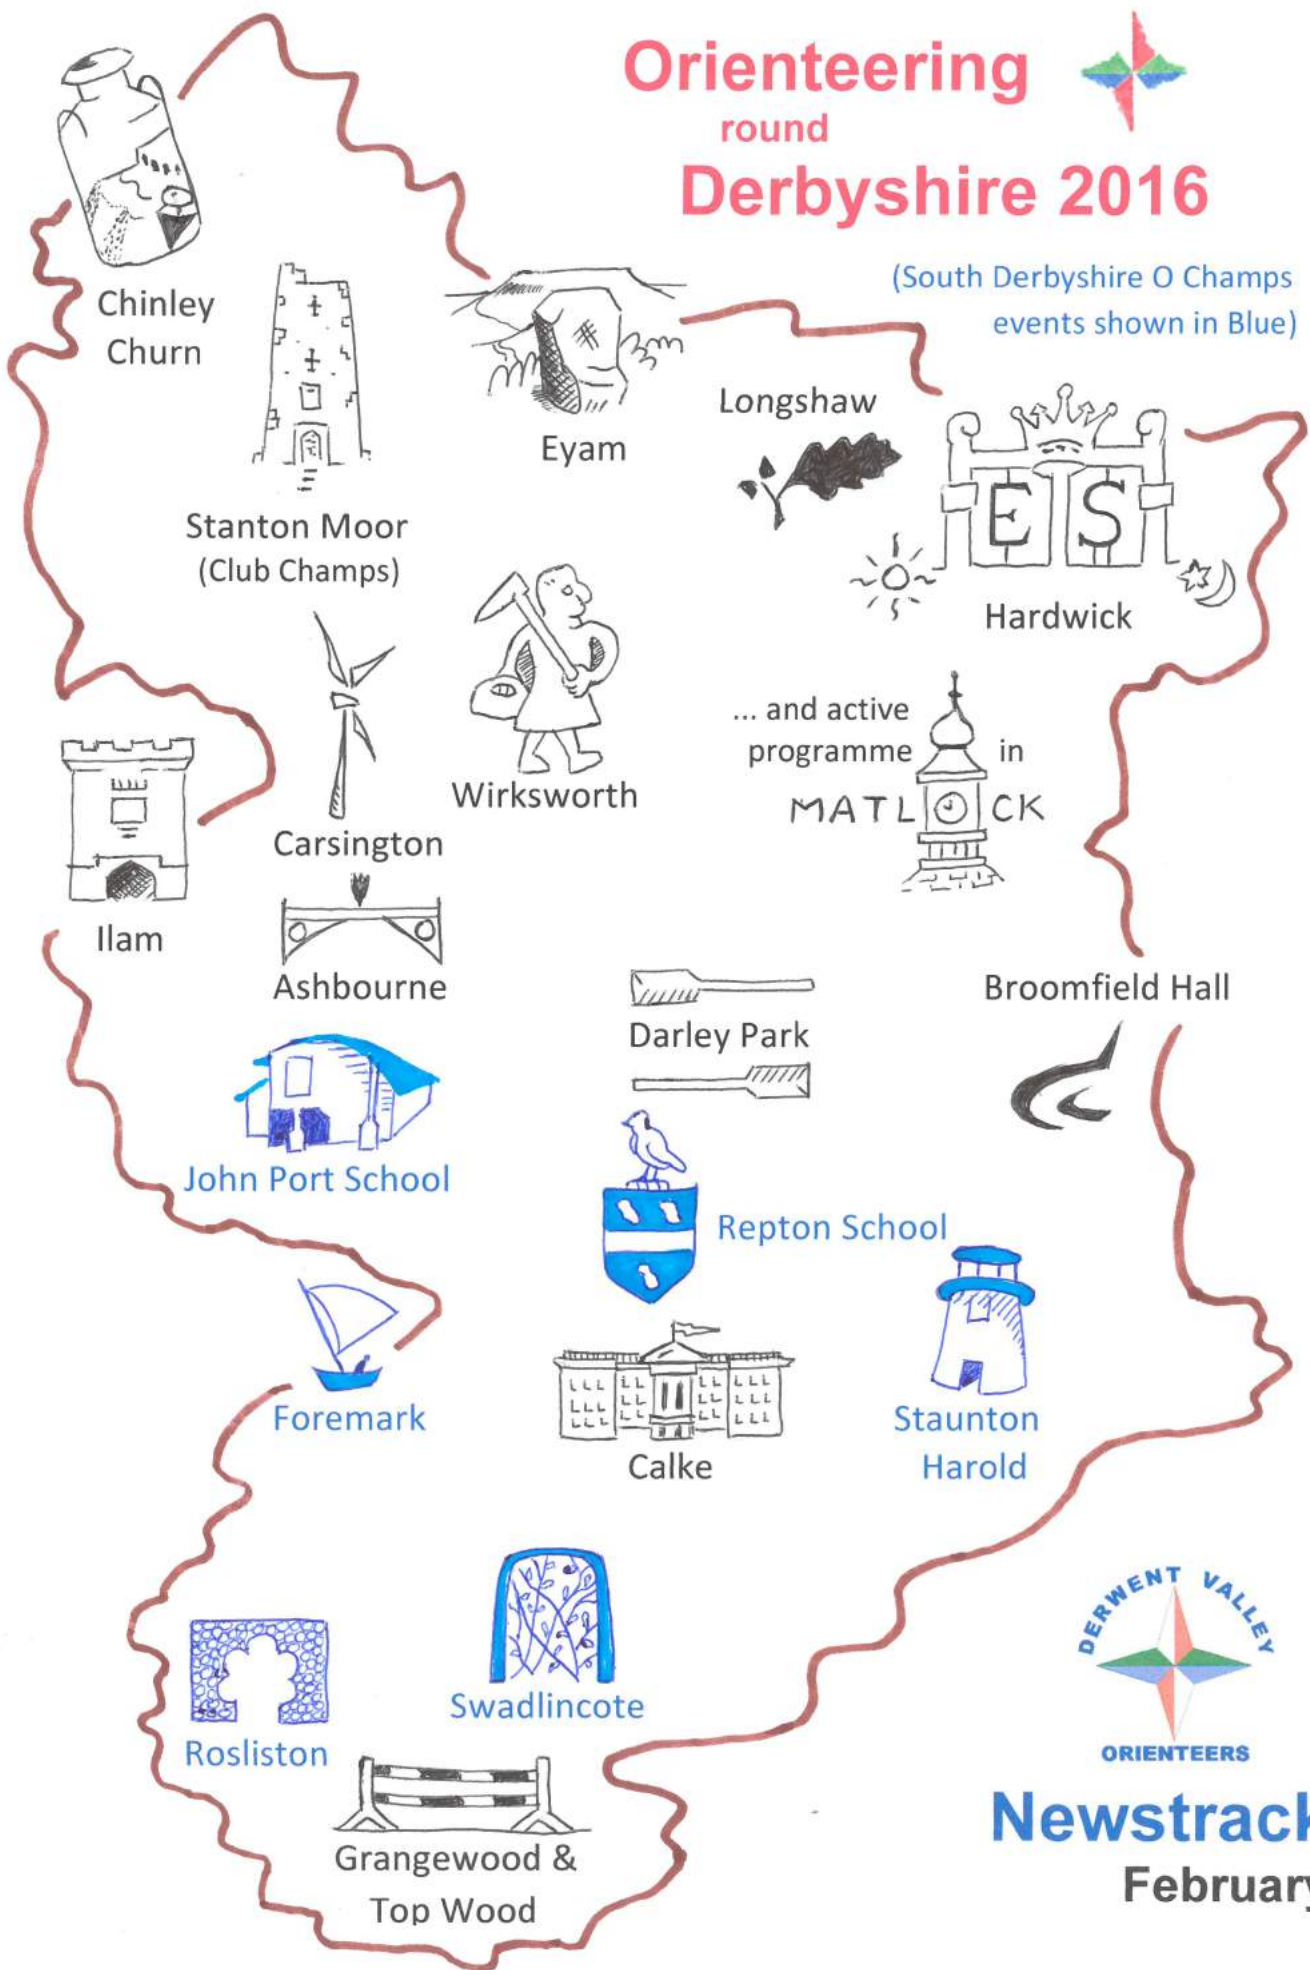 Orienteering
round
Derbyshire 2016
(South Derbyshire O Champs
events shown in Blue)
Chinley
Churn
Eyam
Longshaw
Stanton Moor
(Club Champs)
E S
Hardwick
Wirksworth
... and active
programme in
MATL CK
Carsington
Ilam
Ashbourne
Darley Park
Broomfield Hall
John Port School
Repton School
Foremark
Calke
Staunton
Harold
Swadlincote
Rosliston
Grangewood &
Top Wood
DERWENT VALLEY
ORIENTEERS
Newstrack
February